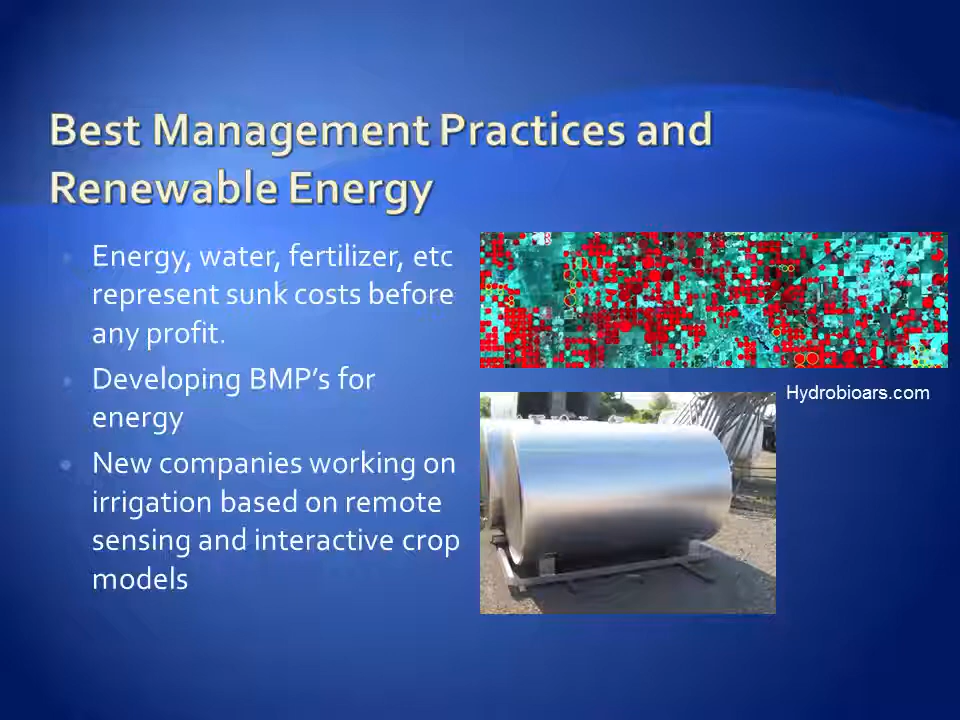 Best Management Practices and
Renewable Energy
Energy, water, fertilizer, etc
represent sunk costs before
any profit.
Developing BMP’s for
energy
New companies working on
irrigation based on remote
sensing and interactive crop
models
Hydrobioars.com